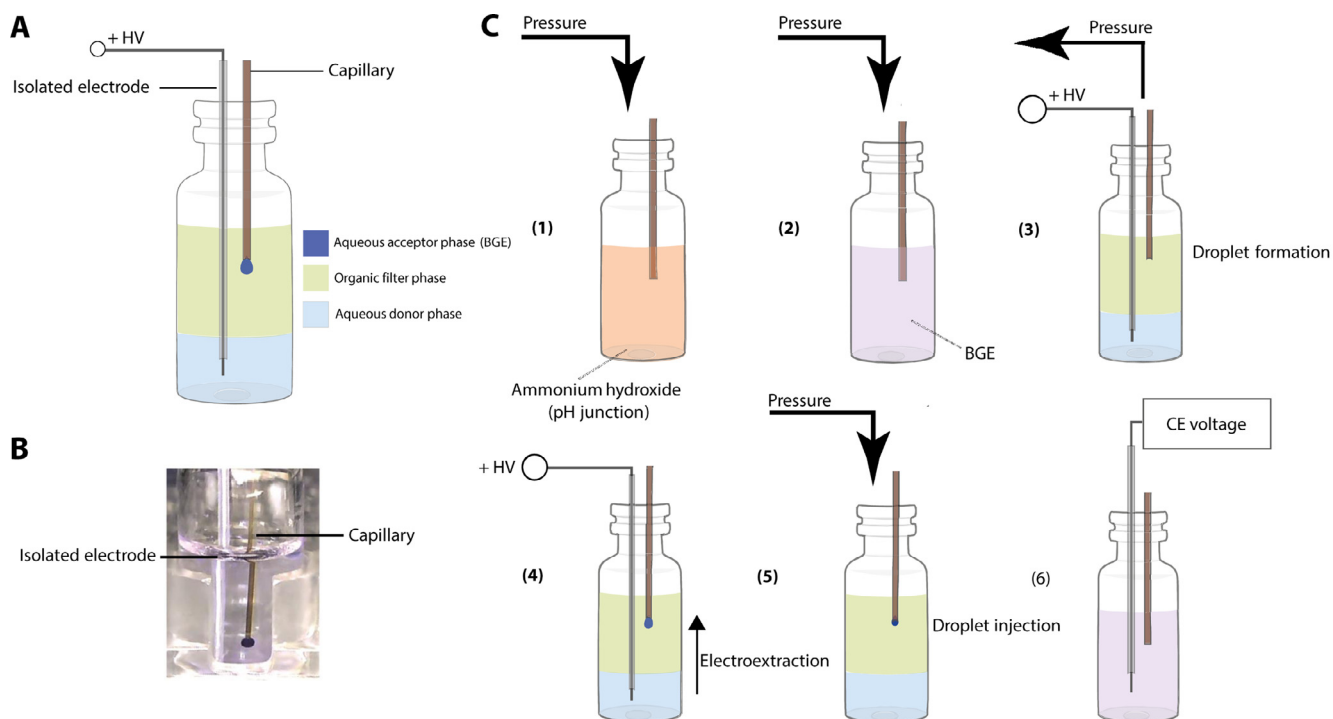 A
+ HV
Isolated electrode
Capillary
Aqueous acceptor phase (BGE)
Organic filter phase
Aqueous donor phase
B
Isolated electrode
Capillary
C
Pressure
(1)
Ammonium hydroxide
(pH junction)
Pressure
(2)
BGE
Pressure
+ HV
(3)
Droplet formation
+ HV
(4)
Electroextraction
Pressure
(5)
Droplet injection
CE voltage
(6)